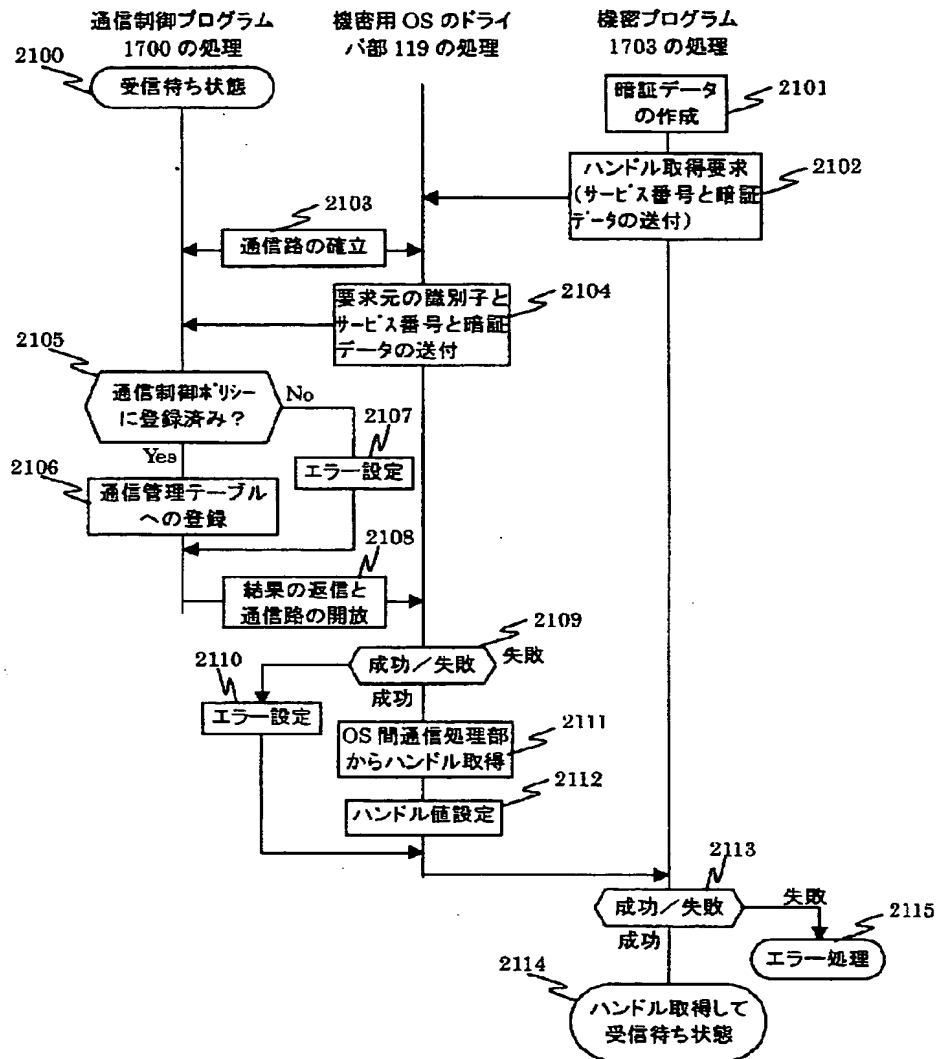 通信制御プログラム
1700 の処理
機密用 OS のドライ
バ部 119 の処理
機密プログラム
1703 の処理
2100
受信待ち状態
2101
暗証データ
の作成
2102
ハンドル取得要求
(サービス番号と暗証
データの送付)
2103
通信路の確立
2104
要求元の識別子と
サービス番号と暗証
データの送付
2105
通信制御ポリシー
に登録済み?
No
Yes
2107
エラー設定
2106
通信管理テーブル
への登録
2108
結果の返信と
通信路の開放
2109
成功/失敗
失敗
成功
2110
エラー設定
2111
OS 間通信処理部
からハンドル取得
2112
ハンドル値設定
2113
成功/失敗
失敗
成功
2115
エラー処理
2114
ハンドル取得して
受信待ち状態